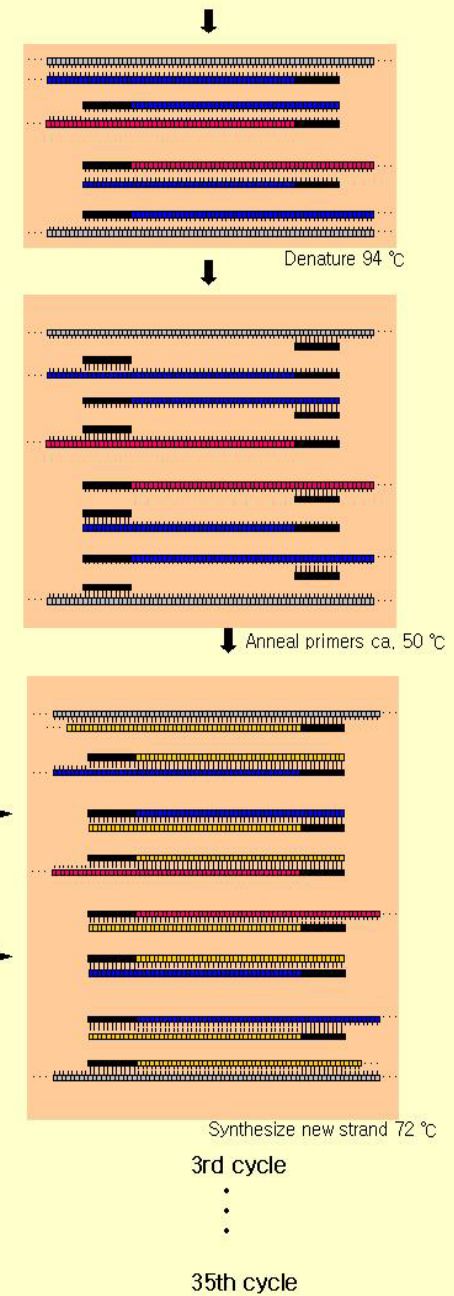 Denature 94 ℃
Anneal primers ca. 50 ℃
Synthesize new strand 72 ℃
3rd cycle
35th cycle